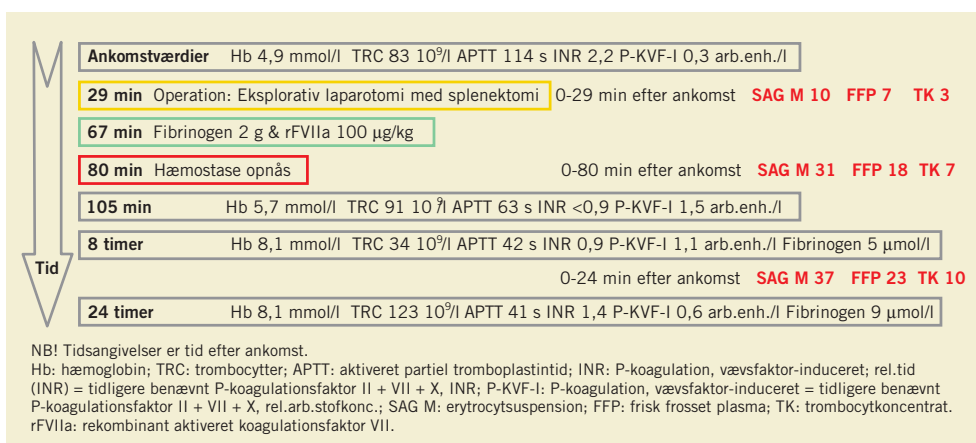 Ankomstværdier Hb 4,9 mmol/l TRC 83 10⁹/l APTT 114 s INR 2,2 P-KVF-I 0,3 arb.enh./l
29 min Operation: Eksplorativ laparotomi med splenektomi 0-29 min efter ankomst SAG M 10 FFP 7 TK 3
67 min Fibrinogen 2 g & rFVIIa 100 µg/kg
80 min Hæmostase opnås 0-80 min efter ankomst SAG M 31 FFP 18 TK 7
105 min Hb 5,7 mmol/l TRC 91 10⁹/l APTT 63 s INR <0,9 P-KVF-I 1,5 arb.enh./l
8 timer Hb 8,1 mmol/l TRC 34 10⁹/l APTT 42 s INR 0,9 P-KVF-I 1,1 arb.enh./l Fibrinogen 5 µmol/l
Tid
0-24 min efter ankomst SAG M 37 FFP 23 TK 10
24 timer Hb 8,1 mmol/l TRC 123 10⁹/l APTT 41 s INR 1,4 P-KVF-I 0,6 arb.enh./l Fibrinogen 9 µmol/l
NB! Tidsangivelser er tid efter ankomst.
Hb: hæmoglobin; TRC: trombocytter; APTT: aktiveret partiel tromboplastintid; INR: P-koagulation, vævsfaktor-induceret; rel.tid
(INR) = tidligere benævnt P-koagulationsfaktor II + VII + X, INR; P-KVF-I: P-koagulation, vævsfaktor-induceret = tidligere benævnt
P-koagulationsfaktor II + VII + X, rel.arb.stofkonc.; SAG M: erytrocytsuspension; FFP: frisk frosset plasma; TK: trombocytkoncentrat.
rFVIIa: rekombinant aktiveret koagulationsfaktor VII.